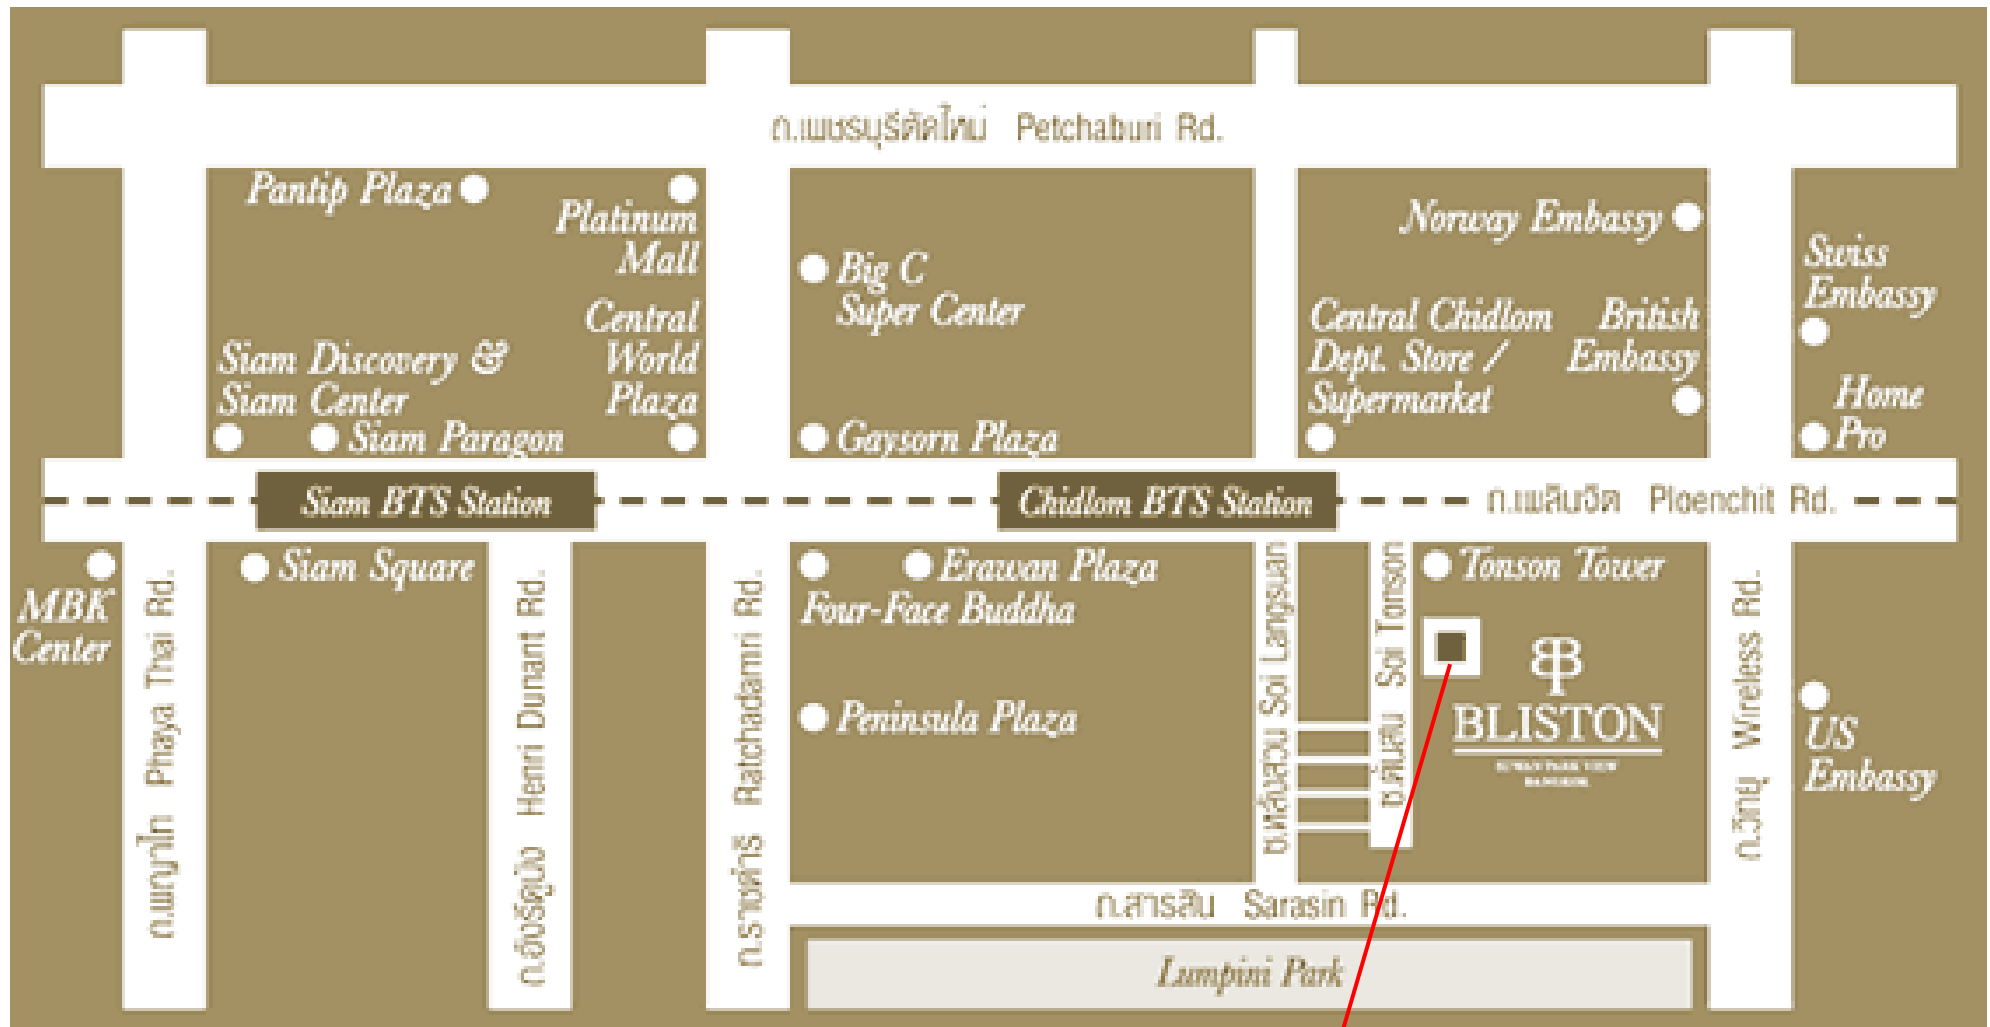 ถ.เพชรบุรีตัดใหม่ Petchaburi Rd.
Pantip Plaza
Platinum
Mall
Big C
Super Center
Norway Embassy
Swiss
Embassy
Central
World
Plaza
Siam Discovery &
Siam Center
Siam Paragon
Gaysorn Plaza
Central Chidlom
Dept. Store /
Supermarket
British
Embassy
Home
Pro
Siam BTS Station
Chidlom BTS Station
ถ.เพลินจิต Ploenchit Rd.
MBK
Center
Siam Square
Erawan Plaza
Four-Face Buddha
Tonson Tower
Peninsula Plaza
BLISTON
SUWAN PARK VIEW
BANGKOK
US
Embassy
ถ.พญาไท Phaya Thai Rd.
ถ.อังรีดูนัง Henri Dunant Rd.
ถ.ราชดำริ Ratchadamri Rd.
ซ.หลังสวน Soi Langsuan
ซ.ต้นสน Soi Tonson
ถ.วิทยุ Wireless Rd.
ถ.สารสิน Sarasin Rd.
Lumpini Park